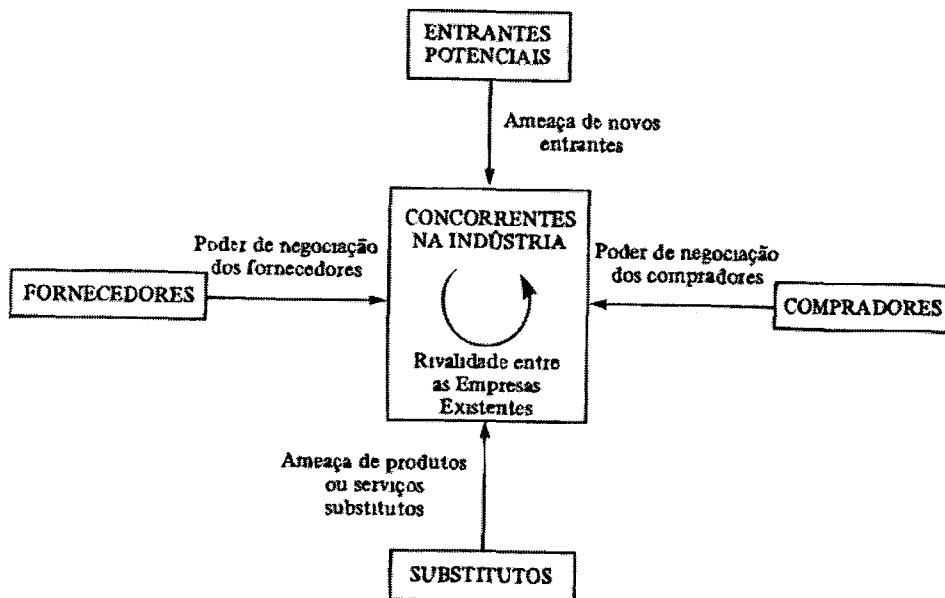 ENTRANTES
POTENCIAIS
Ameaça de novos
entrantes
CONCORRENTES
NA INDÛSTRIA
Poder de negociação
dos fornecedores
Poder de negociação
dos compradores
FORNECEDORES
COMPRADORES
Rivalidade entre
as Empresas
Existentes
Ameaça de produtos
ou serviços
substitutos
SUBSTITUTOS